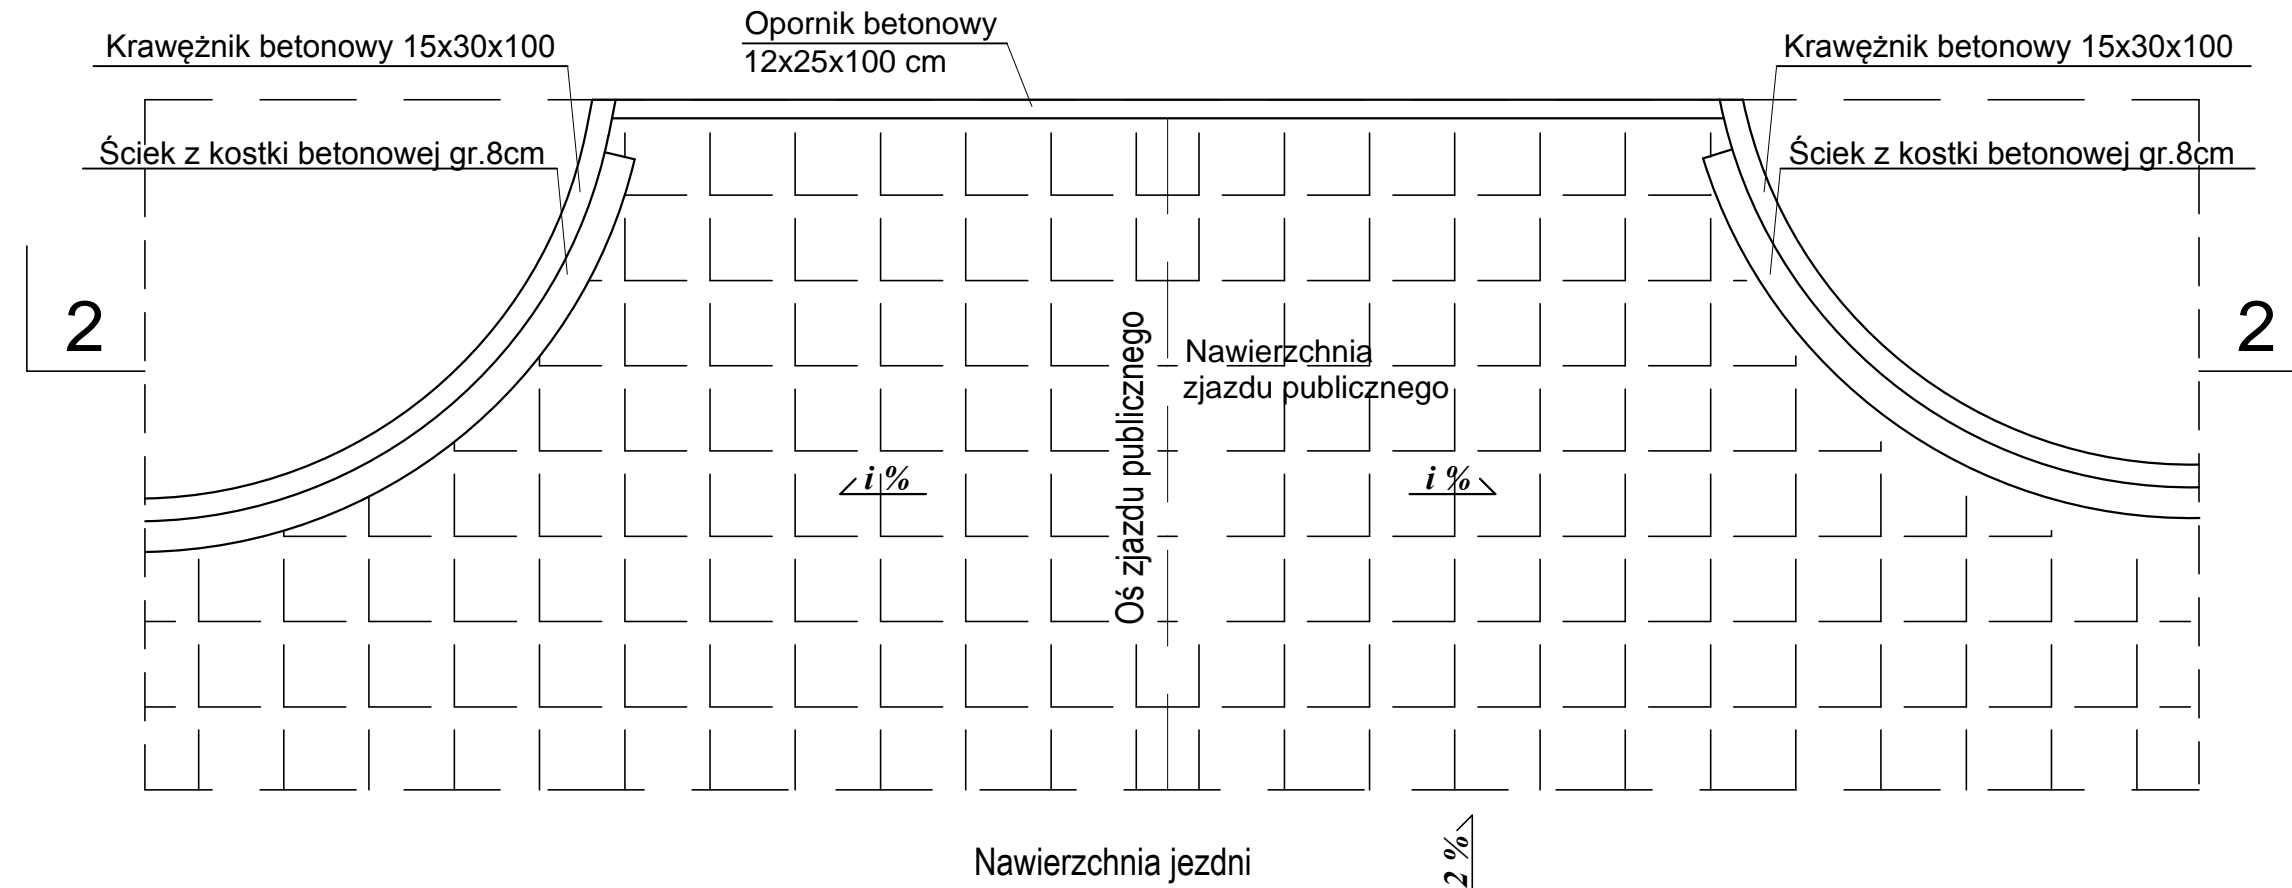 Krawężnik betonowy 15x30x100
Opornik betonowy
12x25x100 cm
Krawężnik betonowy 15x30x100
Ściek z kostki betonowej gr.8cm
Ściek z kostki betonowej gr.8cm
2
2
Oś zjazdu publicznego
Nawierzchnia
zjazdu publicznego
i %
i %
Nawierzchnia jezdni
2 %